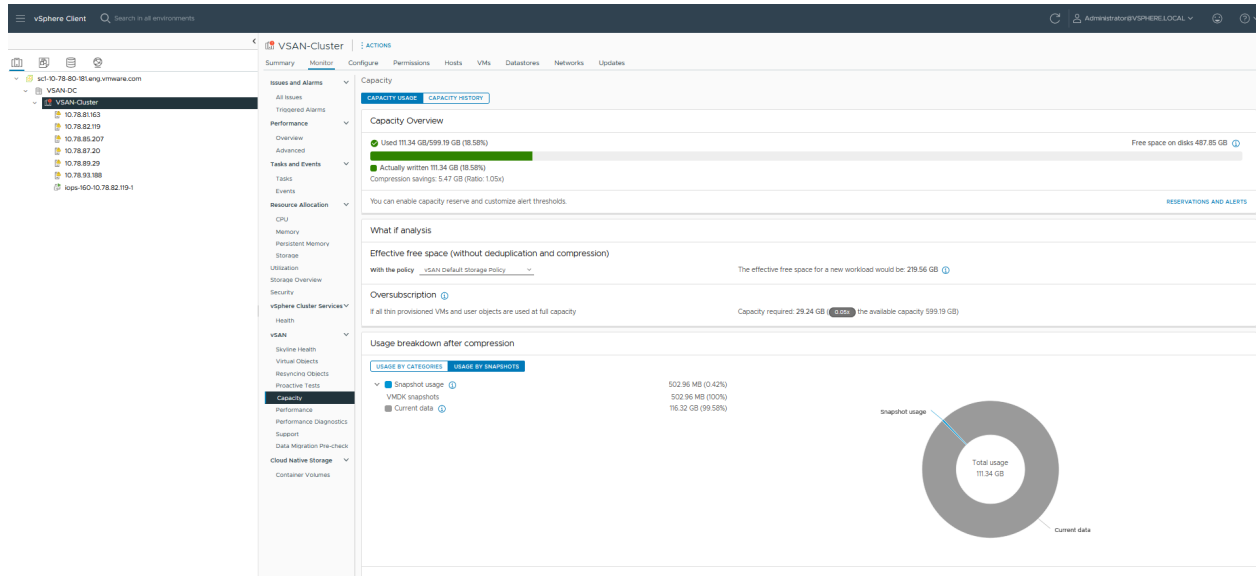 vSphere Client
Search in all environments
Administrator@VSPHERE.LOCAL
sc1-10-78-80-181.eng.vmware.com
VSAN-DC
VSAN-Cluster
10.78.81.163
10.78.82.119
10.78.85.207
10.78.87.20
10.78.89.29
10.78.93.188
iops-160-10.78.82.119-1
VSAN-Cluster
ACTIONS
Summary Monitor Configure Permissions Hosts VMs Datastores Networks Updates
Issues and Alarms
All Issues
Triggered Alarms
Performance
Overview
Advanced
Tasks and Events
Tasks
Events
Resource Allocation
CPU
Memory
Persistent Memory
Storage
Utilization
Storage Overview
Security
vSphere Cluster Services
Health
vSAN
Skyline Health
Virtual Objects
Resyncing Objects
Proactive Tests
Capacity
Performance
Performance Diagnostics
Support
Data Migration Pre-check
Cloud Native Storage
Container Volumes
Capacity
CAPACITY USAGE CAPACITY HISTORY
Capacity Overview
Used 111.34 GB/599.19 GB (18.58%) Free space on disks 487.85 GB
Actually written 111.34 GB (18.58%)
Compression savings: 5.47 GB (Ratio: 1.05x)
You can enable capacity reserve and customize alert thresholds. RESERVATIONS AND ALERTS
What if analysis
Effective free space (without deduplication and compression)
With the policy vSAN Default Storage Policy The effective free space for a new workload would be: 219.56 GB
Oversubscription
If all thin provisioned VMs and user objects are used at full capacity Capacity required: 29.24 GB ( 0.05x the available capacity 599.19 GB)
Usage breakdown after compression
USAGE BY CATEGORIES USAGE BY SNAPSHOTS
Snapshot usage 502.96 MB (0.42%)
VMDK snapshots 502.96 MB (100%)
Current data 116.32 GB (99.58%)
Snapshot usage
Total usage
111.34 GB
Current data